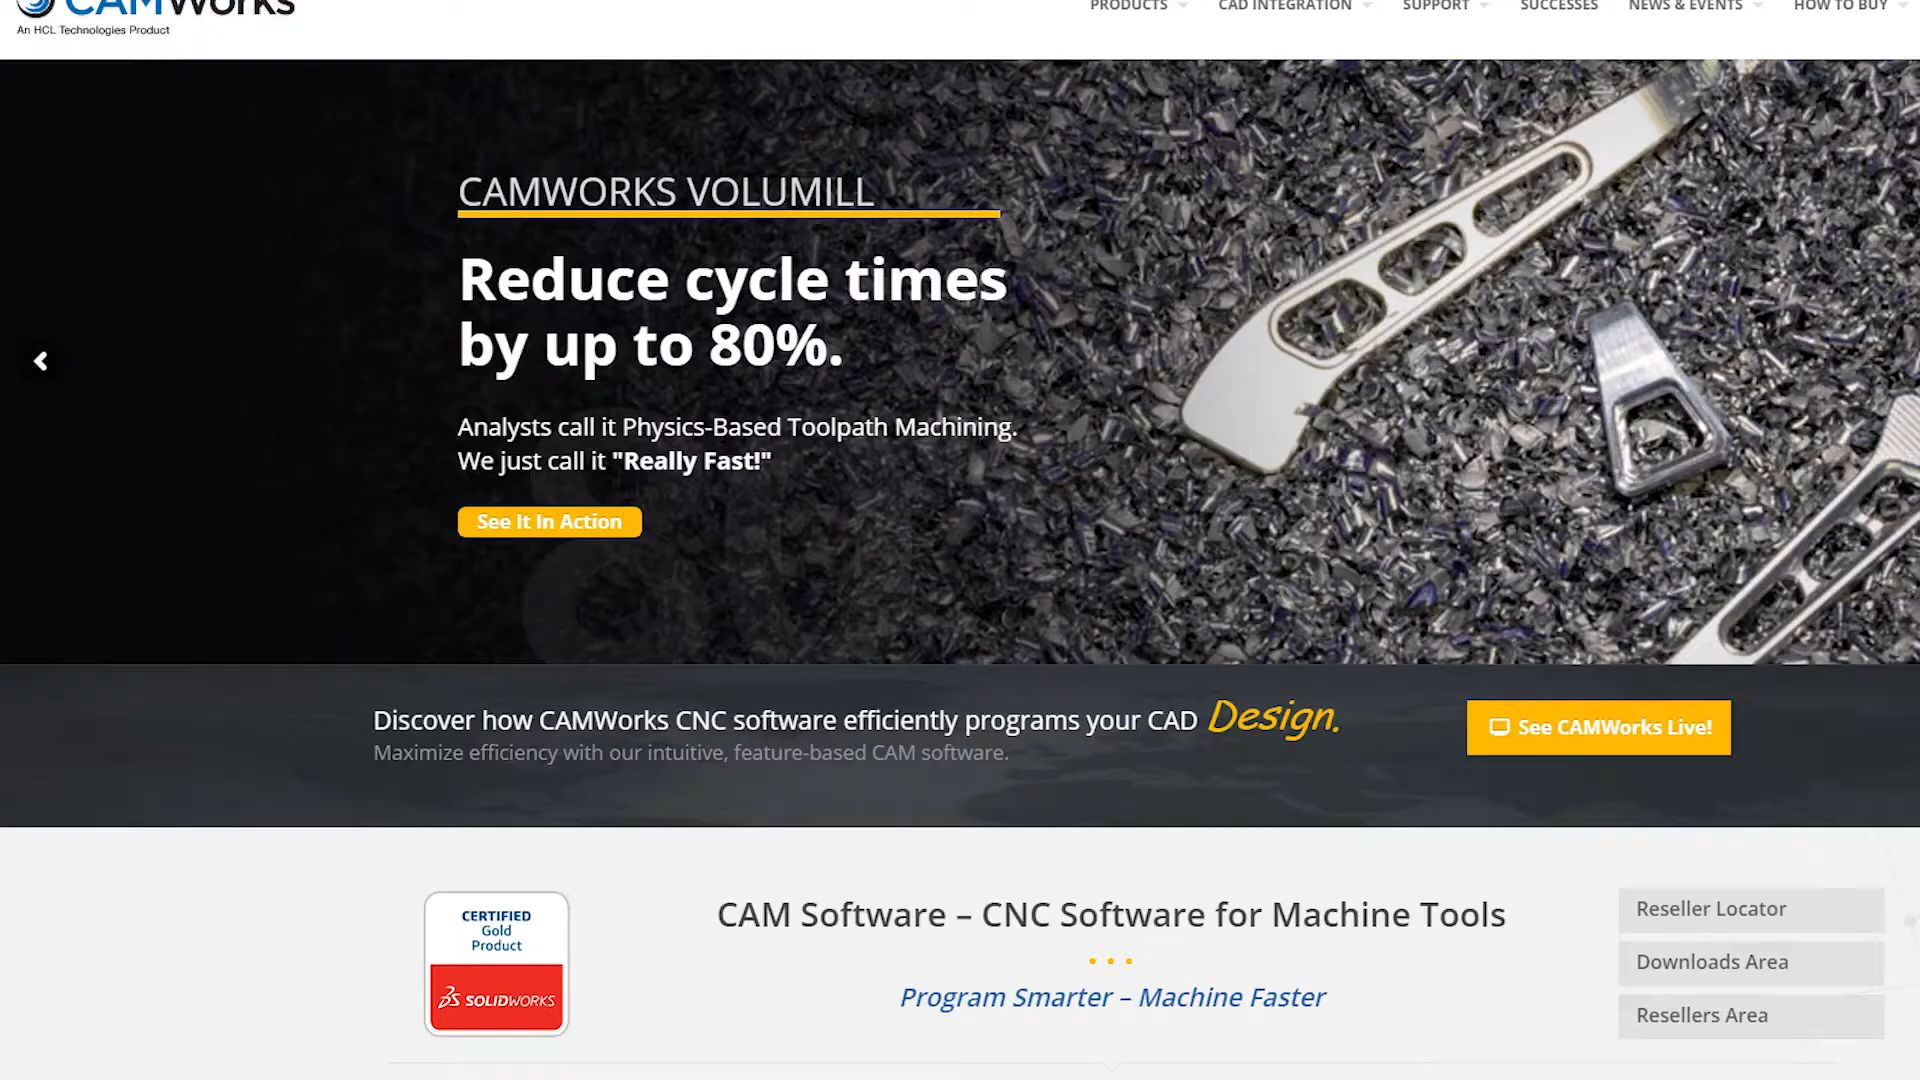 CAMWorks
An HCL Technologies Product
PRODUCTS
CAD INTEGRATION
SUPPORT
SUCCESSES
NEWS & EVENTS
HOW TO BUY
CAMWORKS VOLUMILL
Reduce cycle times
by up to 80%.
Analysts call it Physics-Based Toolpath Machining.
We just call it "Really Fast!"
See It In Action
Discover how CAMWorks CNC software efficiently programs your CAD Design.
Maximize efficiency with our intuitive, feature-based CAM software.
See CAMWorks Live!
CERTIFIED
Gold
Product
SOLIDWORKS
CAM Software – CNC Software for Machine Tools
Program Smarter – Machine Faster
Reseller Locator
Downloads Area
Resellers Area